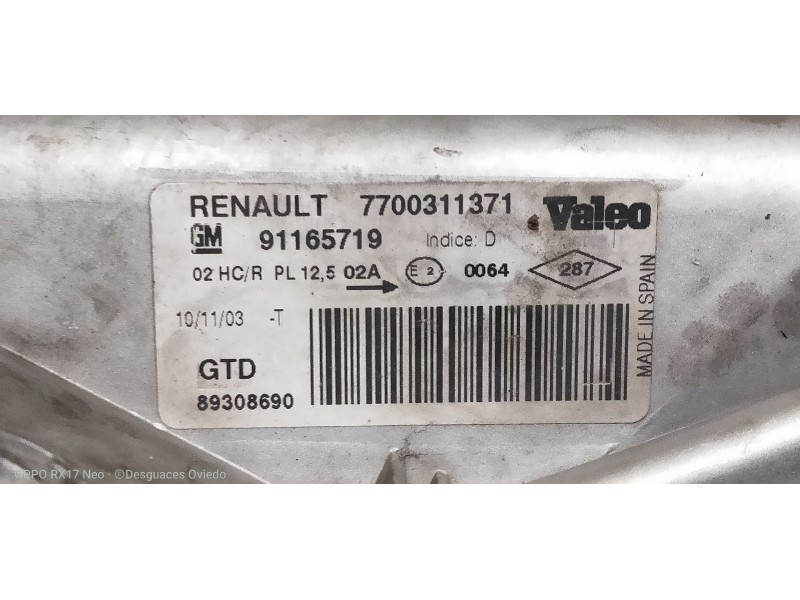 RENAULT 7700311371 Valeo
GM 91165719 Indice: D
02 HC/R PL 12,5 02A E 2 0064 287
10/11/03 -T
GTD
89308690
MADE IN SPAIN
OPPO RX17 Neo - ©Desguaces Oviedo